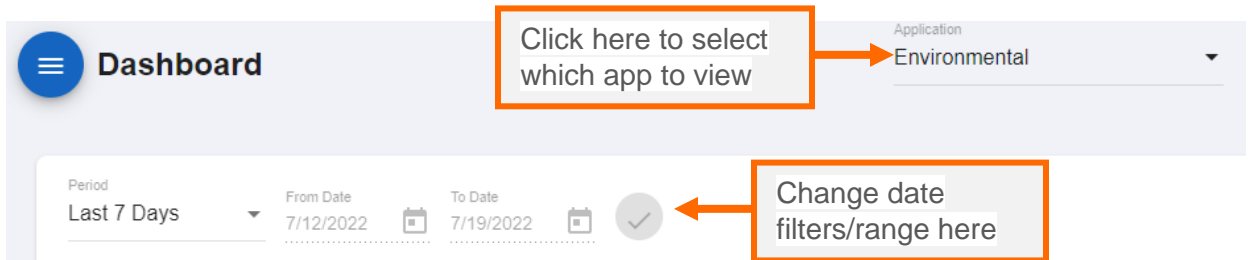 Click here to select
which app to view
Application
Environmental
Dashboard
Period
Last 7 Days
From Date
7/12/2022
To Date
7/19/2022
Change date
filters/range here